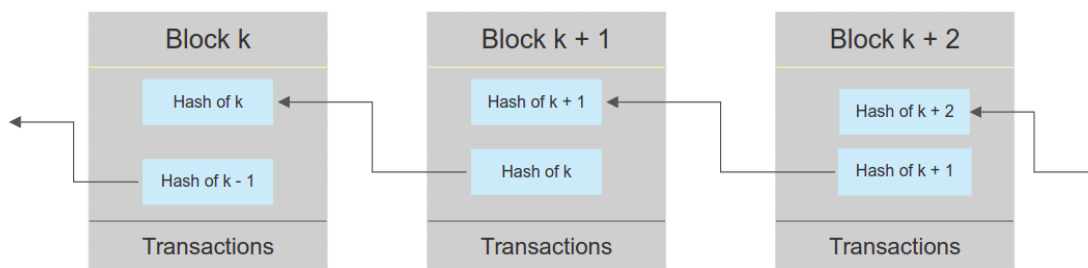 Block k
Hash of k
Hash of k - 1
Transactions
Block k + 1
Hash of k + 1
Hash of k
Transactions
Block k + 2
Hash of k + 2
Hash of k + 1
Transactions